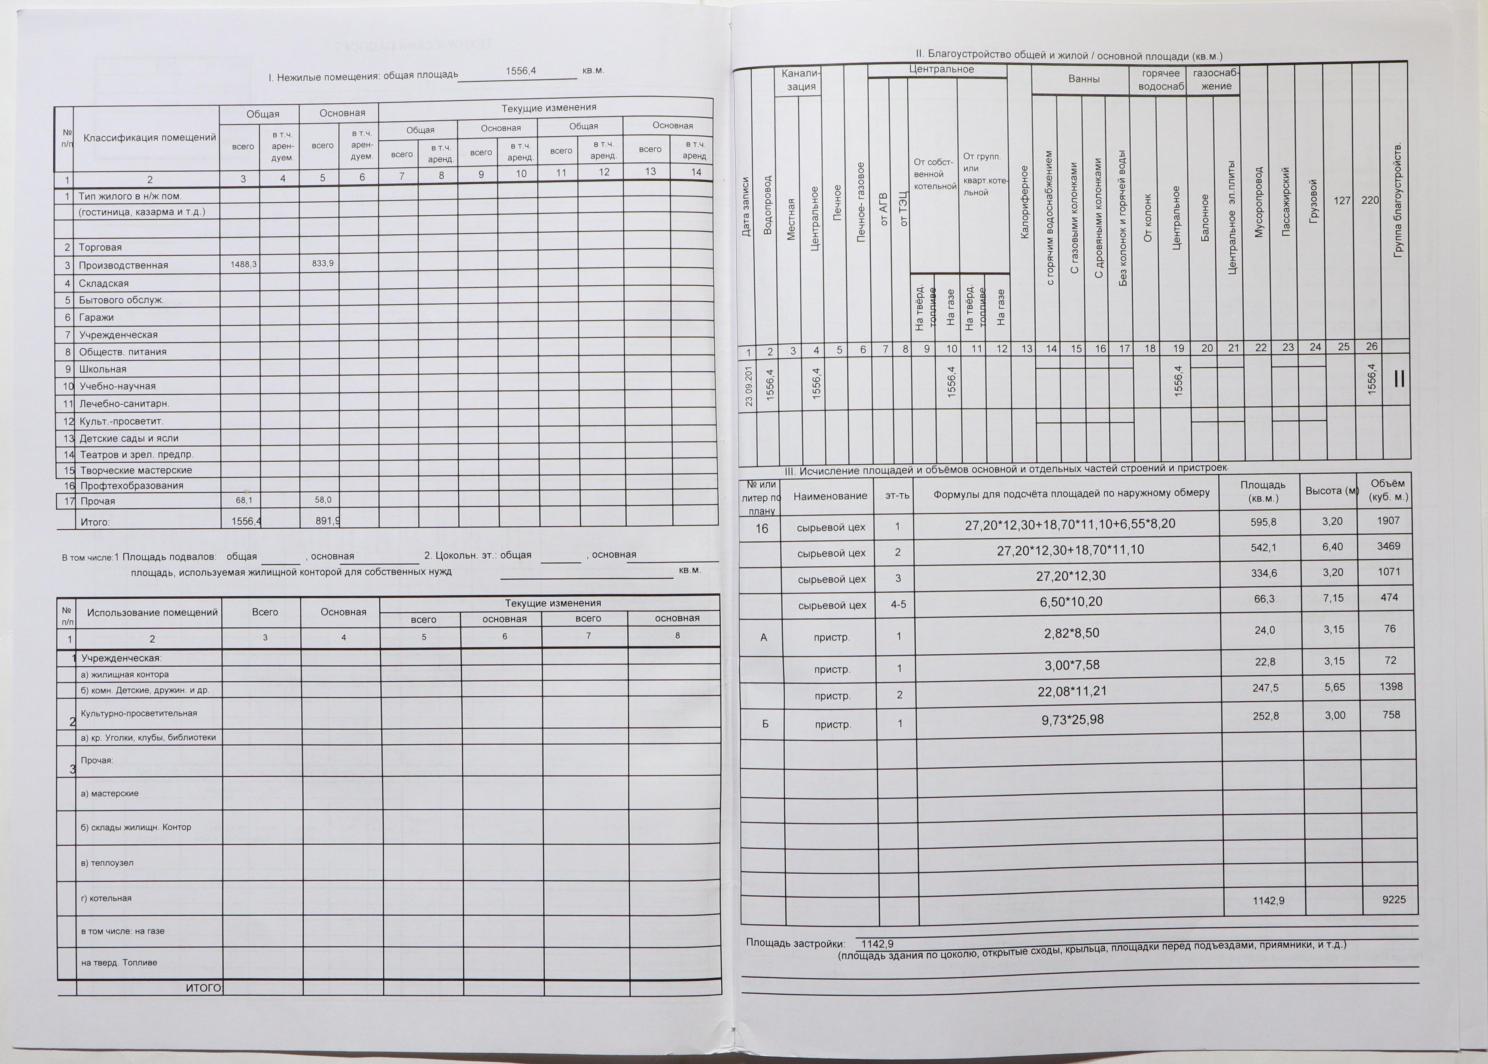 I. Нежилые помещения: общая площадь 1556,4 кв.м.
№ п/п Классификация помещений Общая Основная Текущие изменения
Общая Основная Общая Основная
всего в т.ч. арен- дуем. всего в т.ч. арен- дуем. всего в т.ч. аренд. всего в т.ч. аренд. всего в т.ч. аренд. всего в т.ч. аренд
1 2 3 4 5 6 7 8 9 10 11 12 13 14
1 Тип жилого в н/ж пом.
(гостиница, казарма и т.д.)
2 Торговая
3 Производственная 1488,3 833,9
4 Складская
5 Бытового обслуж.
6 Гаражи
7 Учрежденческая
8 Обществ. питания
9 Школьная
10 Учебно-научная
11 Лечебно-санитарн.
12 Культ.-просветит.
13 Детские сады и ясли
14 Театров и зрел. предпр.
15 Творческие мастерские
16 Профтехобразования
17 Прочая 68,1 58,0
Итого: 1556,4 891,9
В том числе:1 Площадь подвалов: общая , основная 2. Цокольн. эт.: общая , основная
площадь, используемая жилищной конторой для собственных нужд кв.м.
№ п/п Использование помещений Всего Основная Текущие изменения
всего основная всего основная
1 2 3 4 5 6 7 8
1 Учрежденческая:
а) жилищная контора
б) комн. Детские, дружин. и др.
2 Культурно-просветительная
а) кр. Уголки, клубы, библиотеки
3 Прочая:
а) мастерские
б) склады жилищн. Контор
в) теплоузел
г) котельная
в том числе: на газе
на тверд. Топливе
ИТОГО
II. Благоустройство общей и жилой / основной площади (кв.м.)
Дата записи
Водопровод
Канали- зация
Местная
Центральное
Печное
Печное- газовое
Центральное
от АГВ
от ТЭЦ
От собст- венной котельной
На твёрд. топливе
На газе
От групп. или кварт.коте- льной
На твёрд. топливе
На газе
Калориферное
Ванны
с горячим водоснабжением
С газовыми колонками
С дровяными колонками
Без колонок и горячей воды
горячее водоснаб
От колонк
Центральное
газоснаб- жение
Балонное
Центральное эл.плиты
Мусоропровод
Пассажирский
Грузовой
127
220
Группа благоустройств.
1 2 3 4 5 6 7 8 9 10 11 12 13 14 15 16 17 18 19 20 21 22 23 24 25 26
23.09.201 1556,4 1556,4 1556,4 1556,4 1556,4 II
III. Исчисление площадей и объёмов основной и отдельных частей строений и пристроек
№ или литер по плану Наименование эт-ть Формулы для подсчёта площадей по наружному обмеру Площадь (кв.м.) Высота (м) Объём (куб. м.)
16 сырьевой цех 1 27,20*12,30+18,70*11,10+6,55*8,20 595,8 3,20 1907
сырьевой цех 2 27,20*12,30+18,70*11,10 542,1 6,40 3469
сырьевой цех 3 27,20*12,30 334,6 3,20 1071
сырьевой цех 4-5 6,50*10,20 66,3 7,15 474
А пристр. 1 2,82*8,50 24,0 3,15 76
пристр. 1 3,00*7,58 22,8 3,15 72
пристр. 2 22,08*11,21 247,5 5,65 1398
Б пристр. 1 9,73*25,98 252,8 3,00 758
1142,9 9225
Площадь застройки: 1142,9
(площадь здания по цоколю, открытые сходы, крыльца, площадки перед подъездами, приямники, и т.д.)